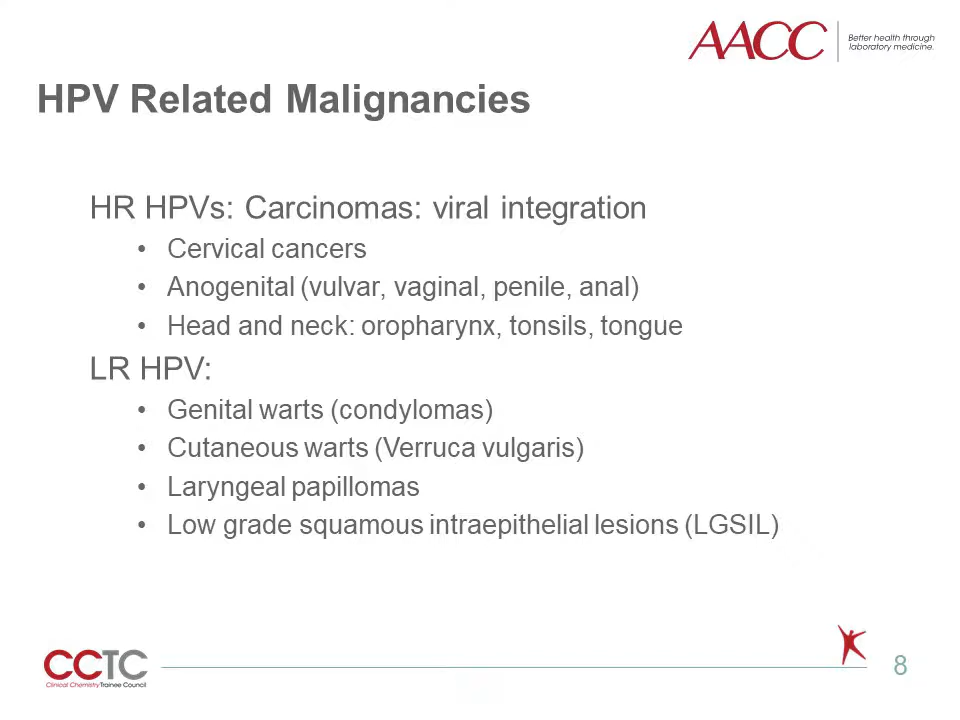 AACC
Better health through
laboratory medicine.
HPV Related Malignancies
HR HPVs: Carcinomas: viral integration
• Cervical cancers
• Anogenital (vulvar, vaginal, penile, anal)
• Head and neck: oropharynx, tonsils, tongue
LR HPV:
• Genital warts (condylomas)
• Cutaneous warts (Verruca vulgaris)
• Laryngeal papillomas
• Low grade squamous intraepithelial lesions (LGSIL)
CCTC
Clinical Chemistry Trainee Council
8